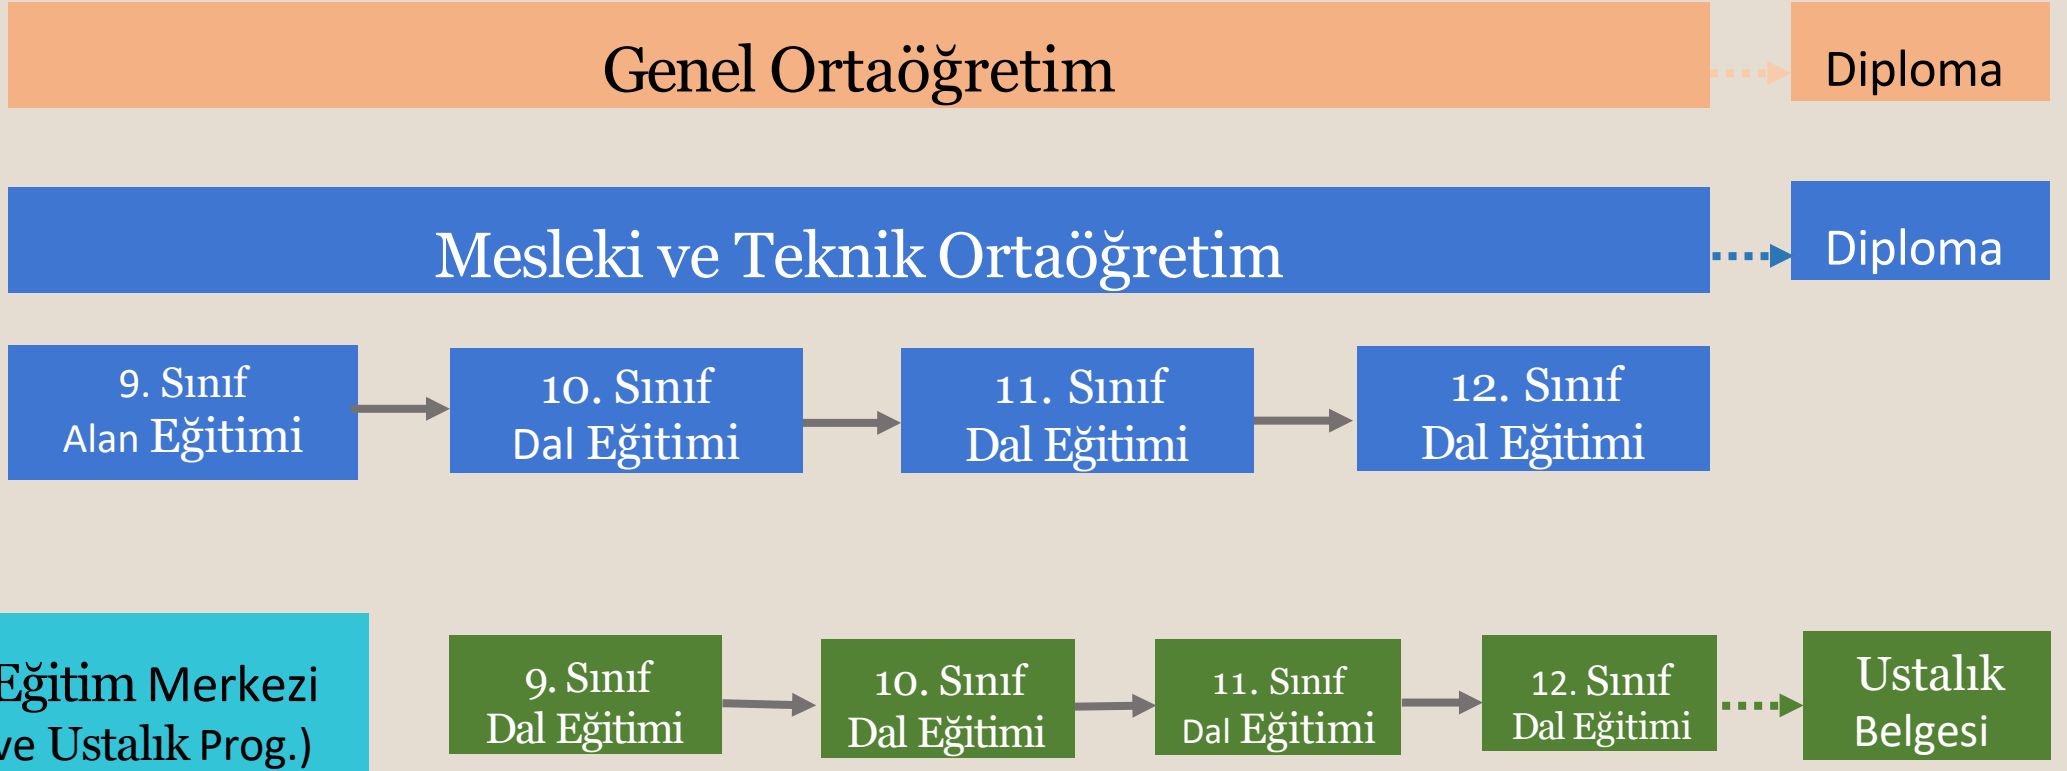 Genel Ortaöğretim
Diploma
Mesleki ve Teknik Ortaöğretim
Diploma
9. Sınıf
Alan Eğitimi
10. Sınıf
Dal Eğitimi
11. Sınıf
Dal Eğitimi
12. Sınıf
Dal Eğitimi
Eğitim Merkezi
ve Ustalık Prog.)
9. Sınıf
Dal Eğitimi
10. Sınıf
Dal Eğitimi
11. Sınıf
Dal Eğitimi
12. Sınıf
Dal Eğitimi
Ustalık
Belgesi